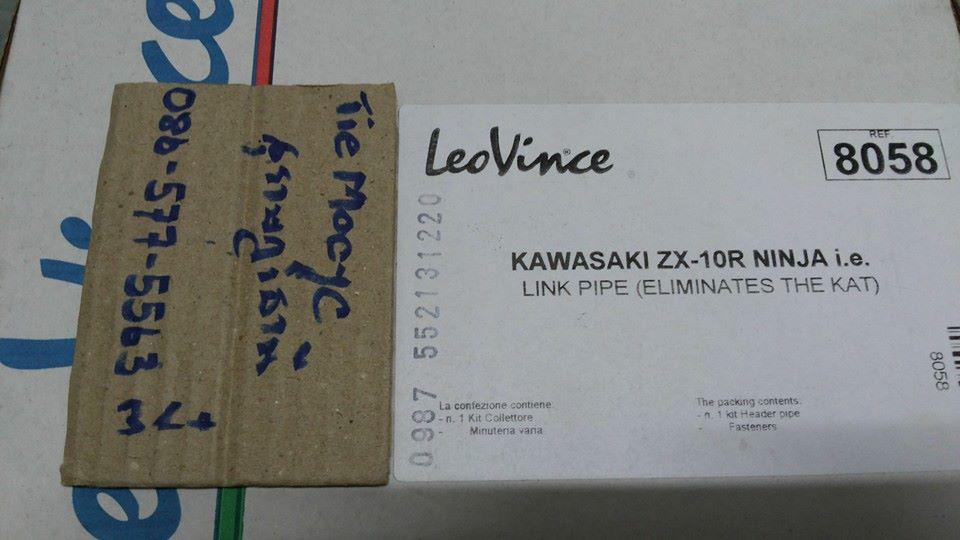 LeoVince
REF
8058
KAWASAKI ZX-10R NINJA i.e.
LINK PIPE (ELIMINATES THE KAT)
La confezione contiene:
- n. 1 Kit Collettore
- Minuteria varia
The packing contents:
- n. 1 kit Header pipe
- Fasteners
8058
0987 552131220
Tie Mocyc
086-577-5563